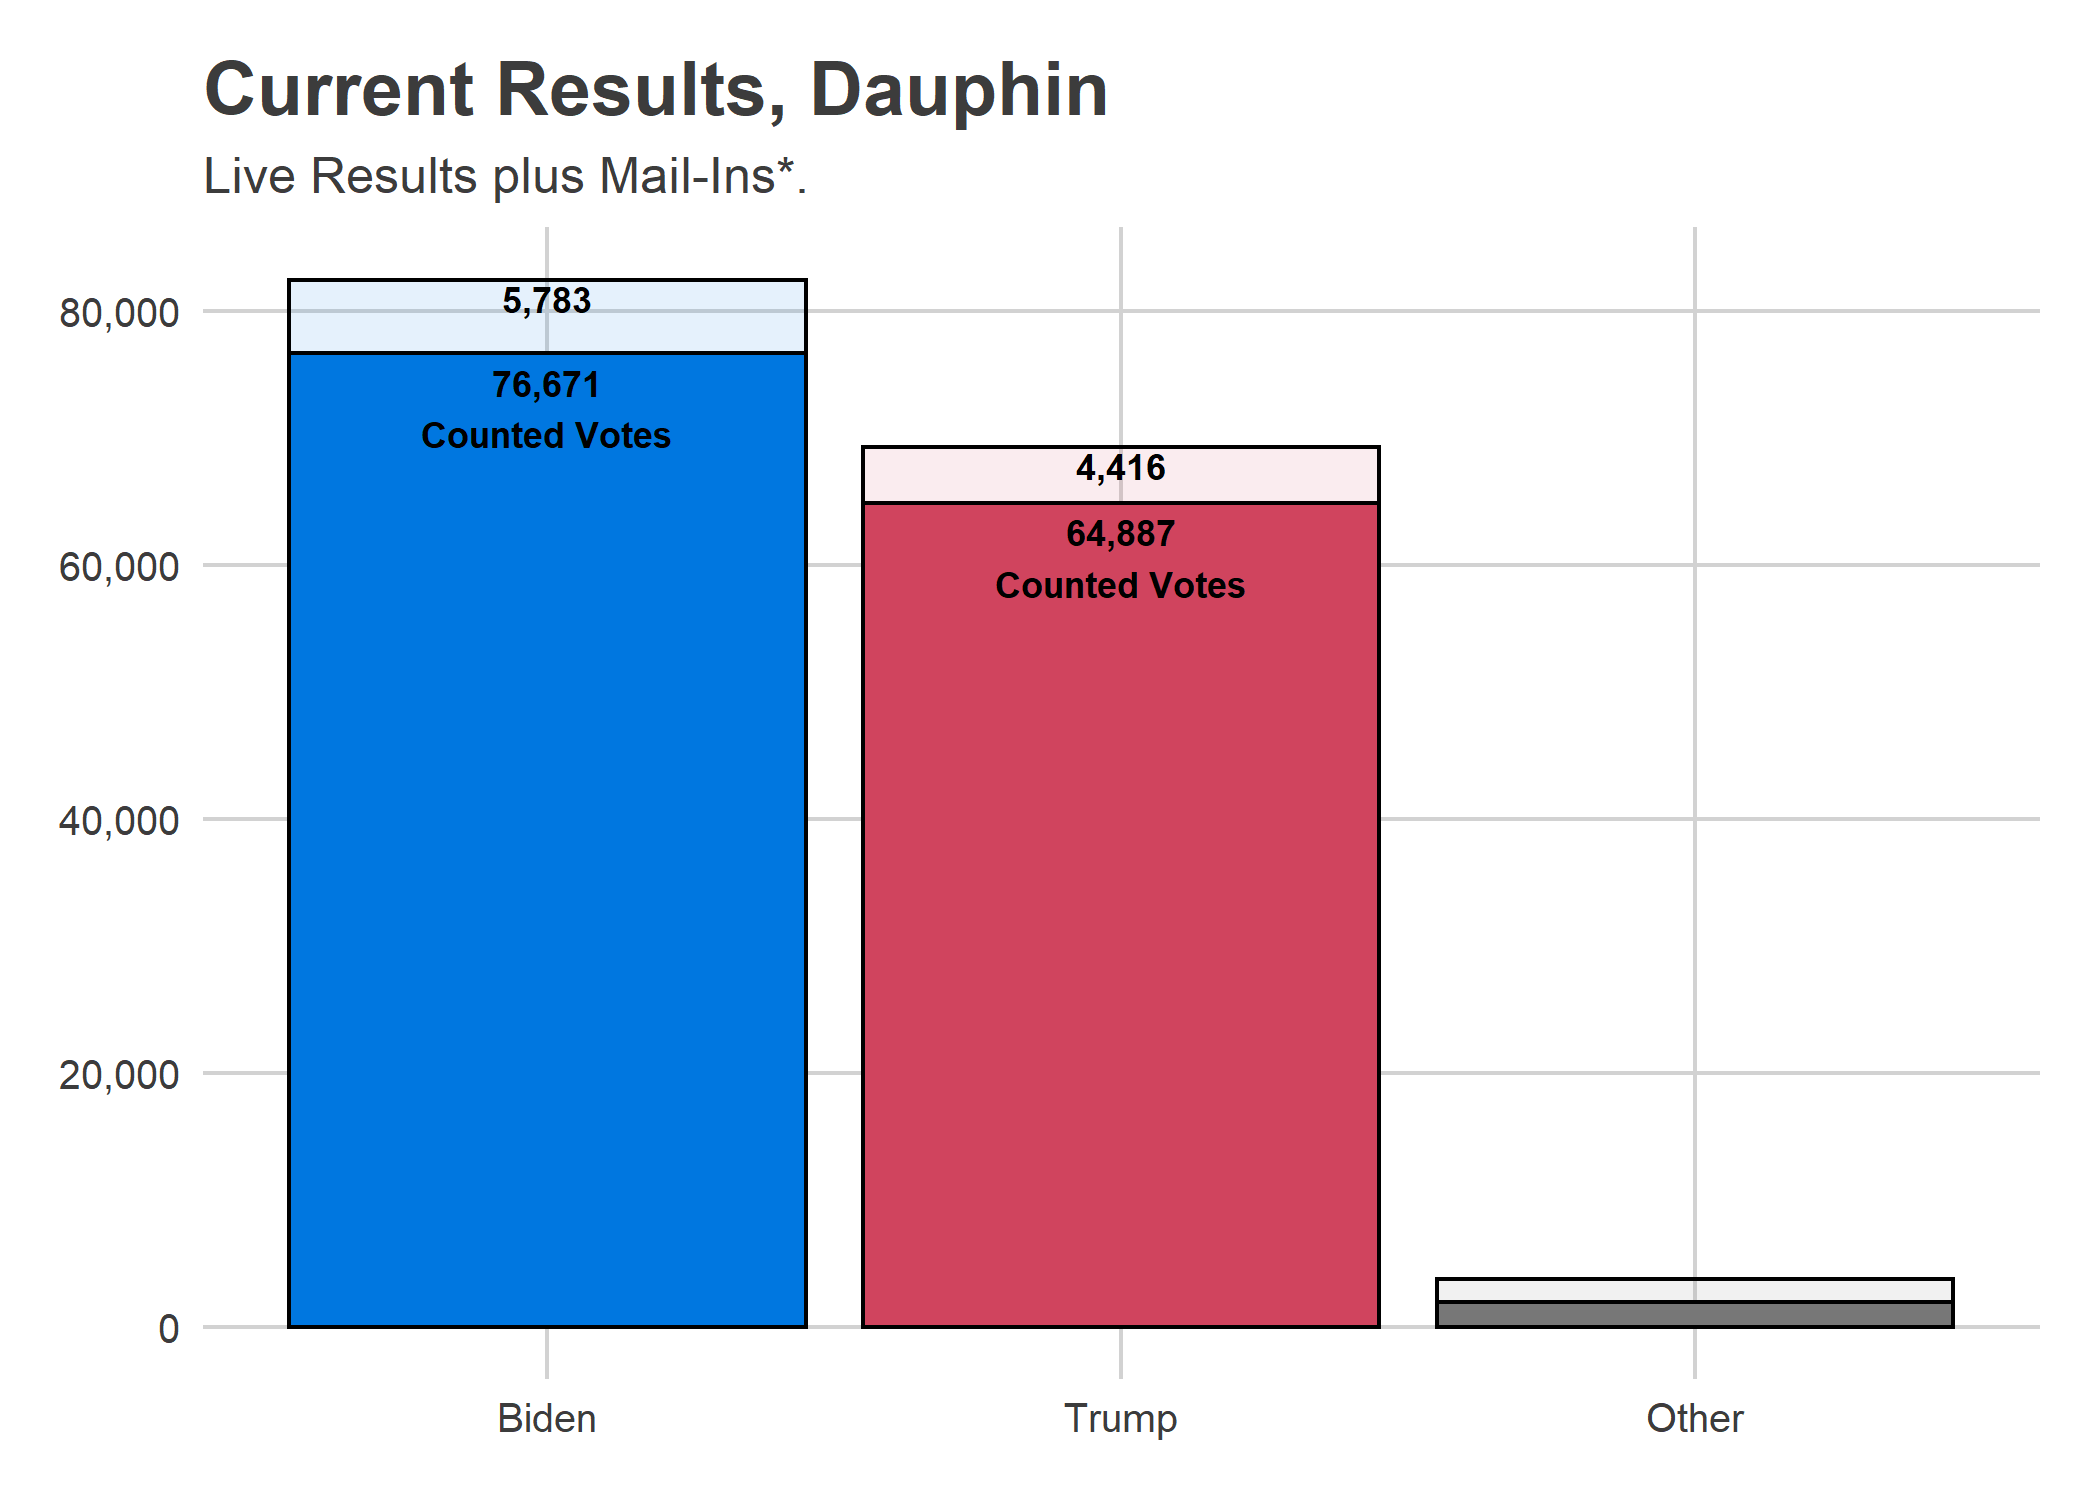 Current Results, Dauphin
Live Results plus Mail-Ins*.
80,000
60,000
40,000
20,000
0
5,783
76,671
Counted Votes
4,416
64,887
Counted Votes
Biden
Trump
Other